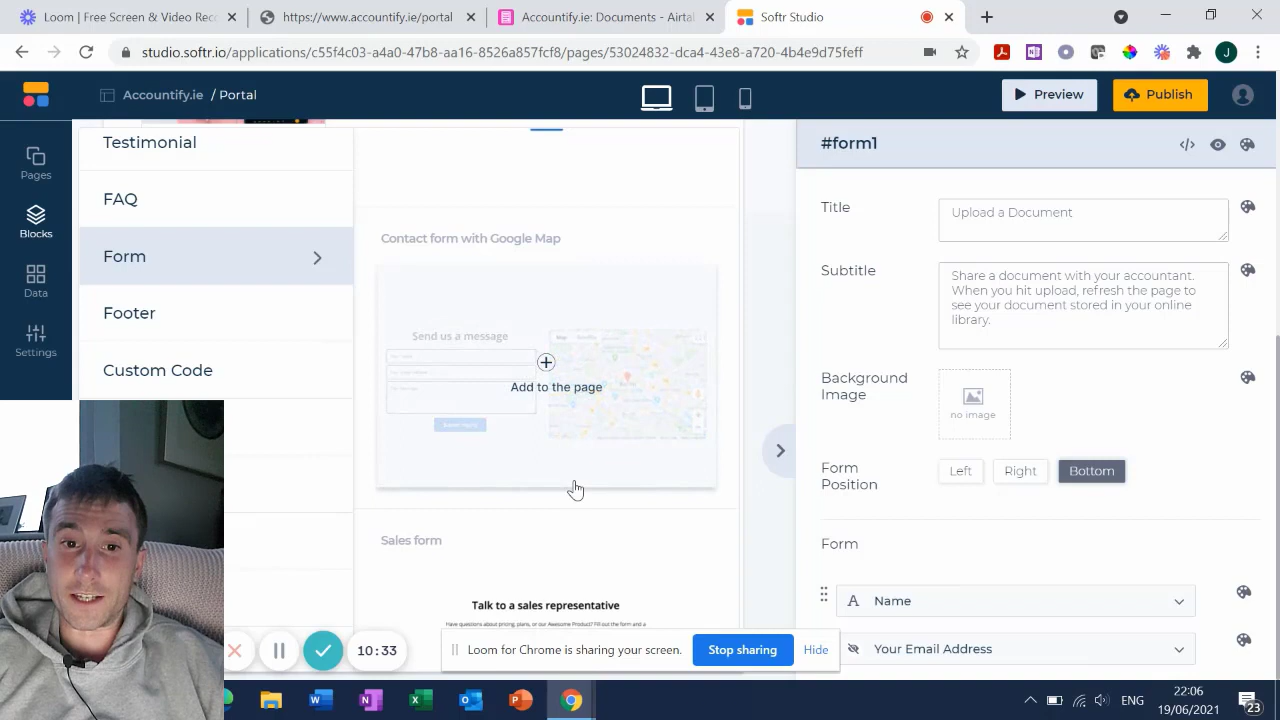 Free Screen & Video Re
http://www.accountify.ie/portal
Accountify.ie: Documents - Airtal
Softr Studio
studio.softr.io/applications/c55f4c03-a4a0-47b8-aa16-8526a857fcf8/pages/53024832-dca4-43e8-a720-4b4e9d75feff
J
Accountify.ie / Portal
Preview
Publish
Pages
Blocks
Data
Settings
Testimonial
FAQ
Form
Footer
Custom Code
Contact form with Google Map
Send us a message
Add to the page
Sales form
Talk to a sales representative
Have questions about pricing, plans, or our Awesome Product? Fill out the form and a
#form1
Title
Upload a Document
Subtitle
Share a document with your accountant.
When you hit upload, refresh the page to
see your document stored in your online
library.
Background
Image
no image
Form
Position
Left
Right
Bottom
Form
A
Name
Your Email Address
10:33
Loom for Chrome is sharing your screen.
Stop sharing
Hide
ENG
22:06
19/06/2021
23